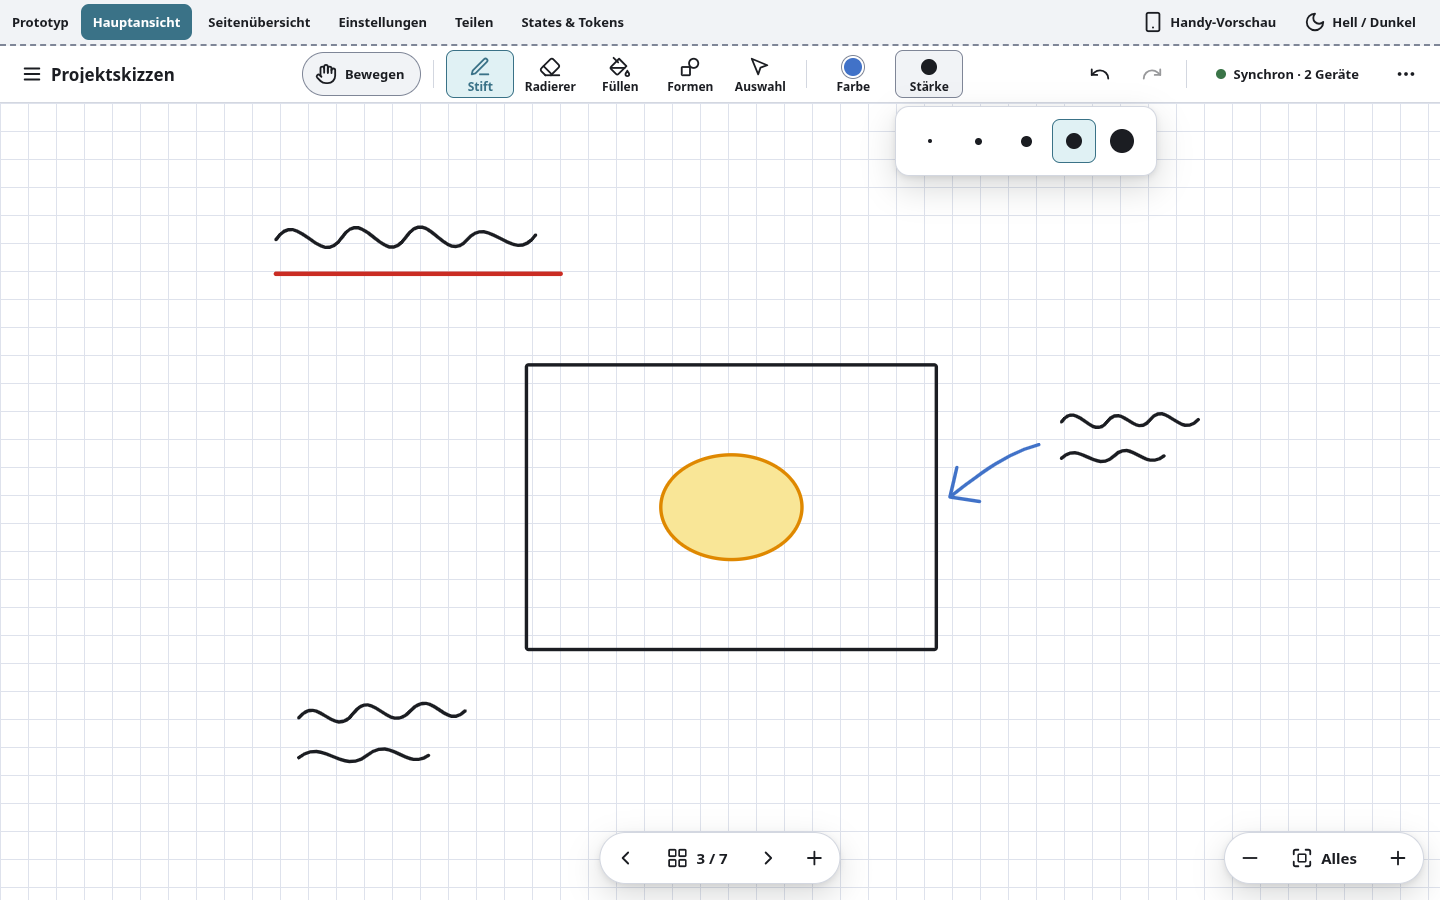 Prototyp Hauptansicht Seitenübersicht Einstellungen Teilen States & Tokens Handy-Vorschau Hell / Dunkel
Projektskizzen Bewegen Stift Radierer Füllen Formen Auswahl Farbe Stärke Synchron · 2 Geräte
3 / 7 Alles